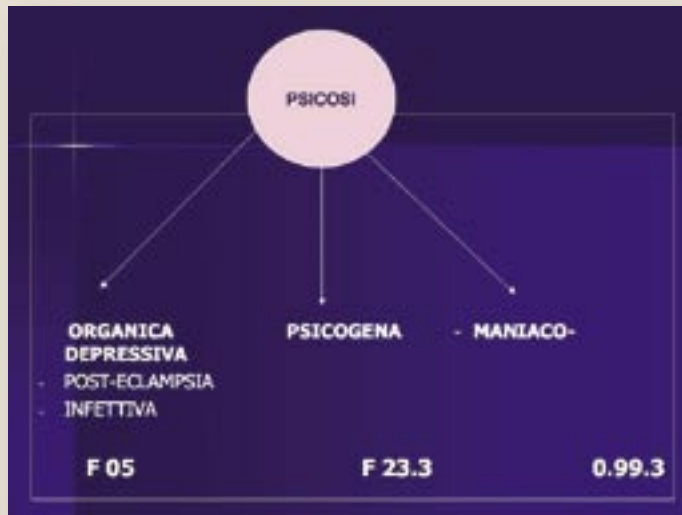 PSICOSI
ORGANICA PSICOGENA - MANIACO-
DEPRESSIVA
- POST-ECLAMPSIA
- INFETTIVA
F 05 F 23.3 0.99.3